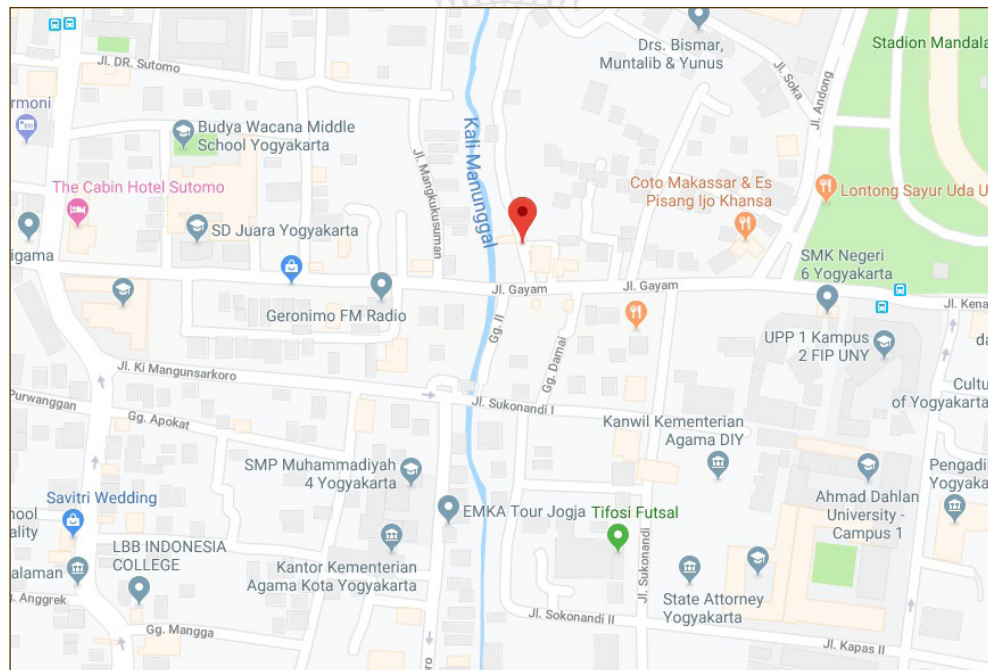 Drs. Bismar,
Muntalib & Yunus
Stadion Mandala
Jl. DR. Sutomo
Jl. Soka
Jl. Andong
rmoni
Budya Wacana Middle
School Yogyakarta
Kali Manunggal
Jl. Mangkukusuman
The Cabin Hotel Sutomo
Coto Makassar & Es
Pisang Ijo Khansa
Lontong Sayur Uda U
SD Juara Yogyakarta
igama
SMK Negeri
6 Yogyakarta
Jl. Gayam
Jl. Gayam
Jl. Kena
Geronimo FM Radio
Gg. II
Gg. Damai
UPP 1 Kampus
2 FIP UNY
da
Jl. Ki Mangunsarkoro
Cultu
of Yogyakarta
Purwanggan
Gg. Apokat
Jl. Sukonandi I
Kanwil Kementerian
Agama DIY
SMP Muhammadiyah
4 Yogyakarta
Pengadi
Yogyaka
Ahmad Dahlan
University -
Campus 1
Savitri Wedding
EMKA Tour Jogja
Tifosi Futsal
hool
ality
LBB INDONESIA
COLLEGE
Kantor Kementerian
Agama Kota Yogyakarta
Jl. Sukonandi
alaman
State Attorney
Yogyakarta
Jl. Anggrek
Gg. Mangga
Jl. Sokonandi II
Jl. Kapas II
oro